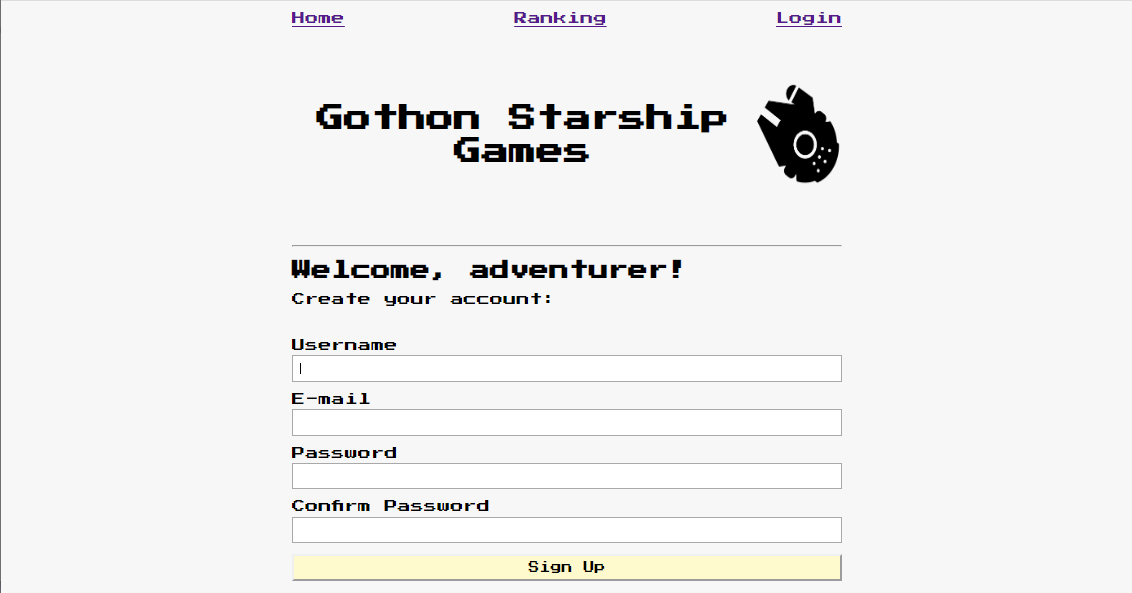 Home Ranking Login
Gothon Starship
Games
Welcome, adventurer!
Create your account:
Username
E-mail
Password
Confirm Password
Sign Up